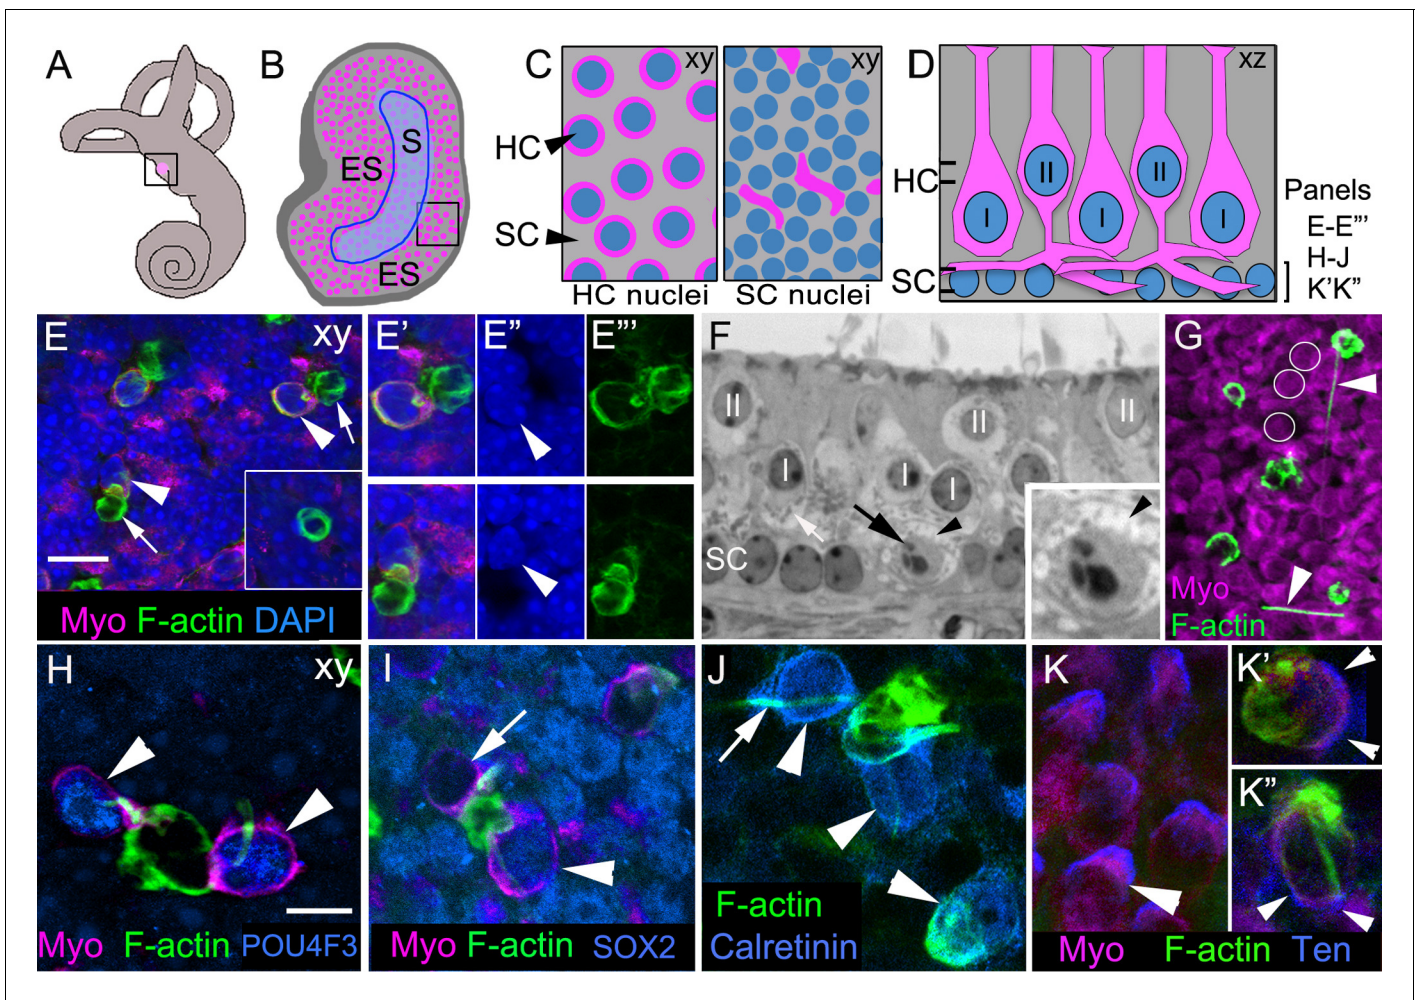 A
B
S
ES
ES
C
xy
xy
HC
SC
HC nuclei
SC nuclei
D
xz
II
II
HC
I
I
I
SC
Panels
E-E"'
H-J
K'K"
E
xy
Myo F-actin DAPI
E'
E"
E"'
F
II
II
II
I
I
I
SC
G
Myo
F-actin
H
xy
Myo F-actin POU4F3
I
Myo F-actin SOX2
J
F-actin
Calretinin
K
K'
K"
Myo F-actin Ten